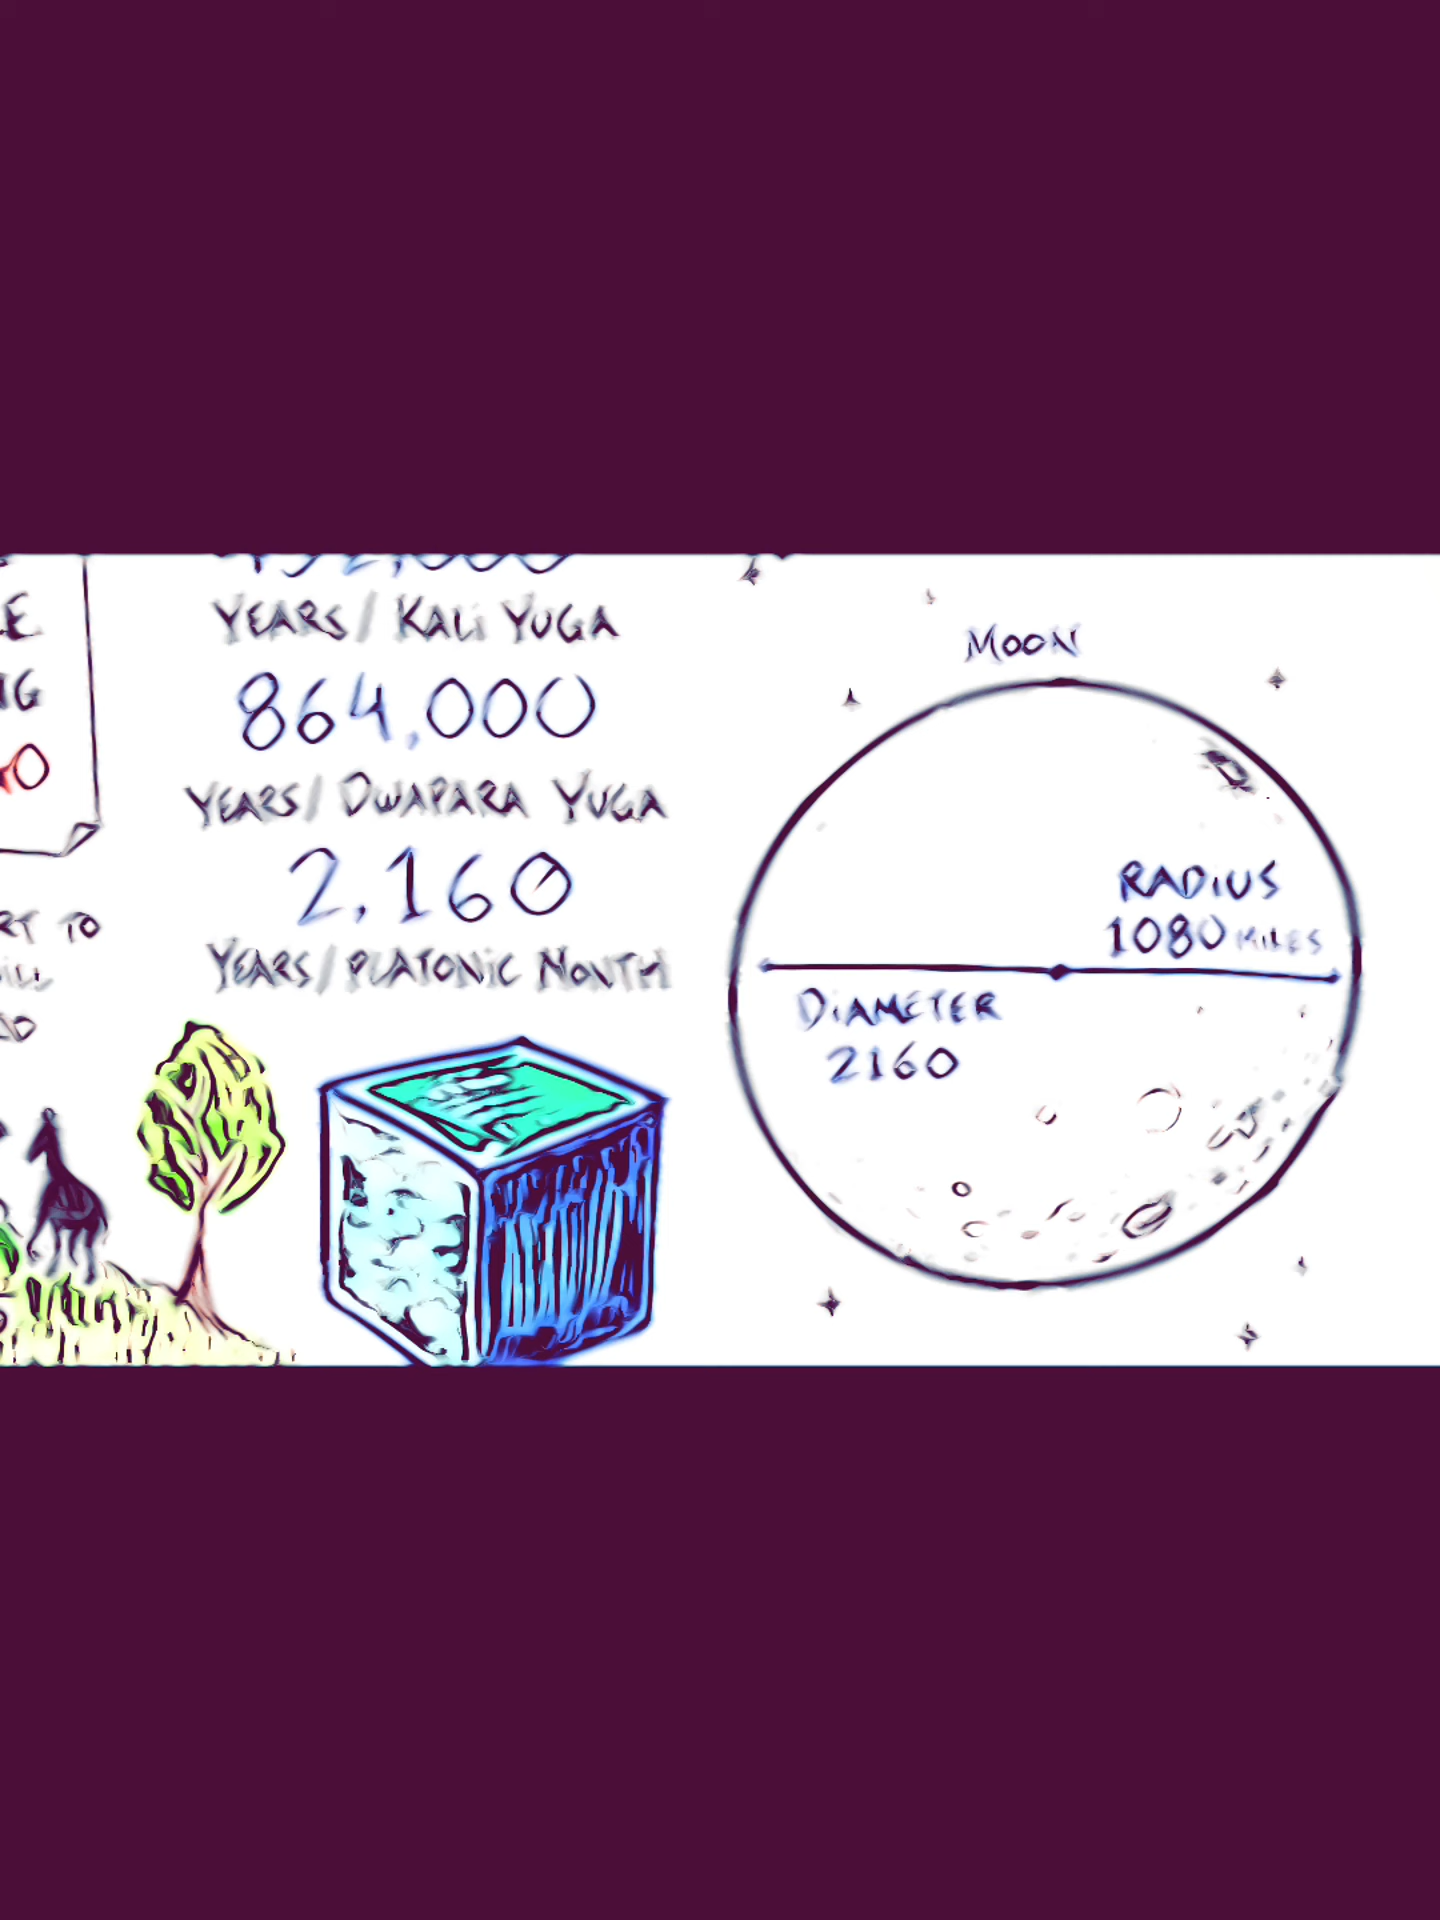 YEARS/ KALI YUGA
864,000
YEARS/ DWAPARA YUGA
2,160
YEARS/PLATONIC MONTH
TO
MOON
RADIUS
1080 MILES
DIAMETER
2160